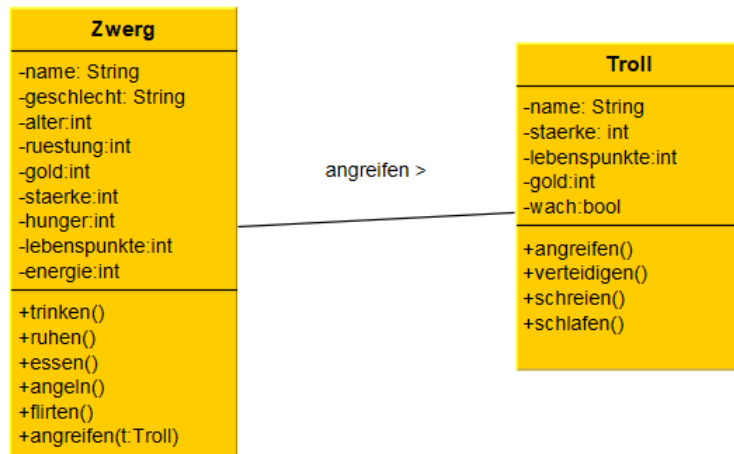 Zwerg
-name: String
-geschlecht: String
-alter:int
-ruestung:int
-gold:int
-staerke:int
-hunger:int
-lebenspunkte:int
-energie:int
+trinken()
+ruhen()
+essen()
+angeln()
+flirten()
+angreifen(t:Troll)
angreifen >
Troll
-name: String
-staerke: int
-lebenspunkte:int
-gold:int
-wach:bool
+angreifen()
+verteidigen()
+schreien()
+schlafen()